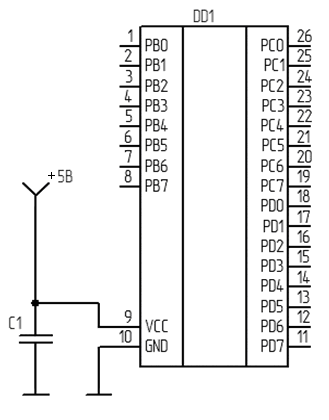 DD1
1 PB0 PC0 26
2 PB1 PC1 25
3 PB2 PC2 24
4 PB3 PC3 23
5 PB4 PC4 22
6 PB5 PC5 21
7 PB6 PC6 20
8 PB7 PC7 19
+5В PD0 18
PD1 17
PD2 16
PD3 15
PD4 14
PD5 13
C1 9 VCC PD6 12
10 GND PD7 11